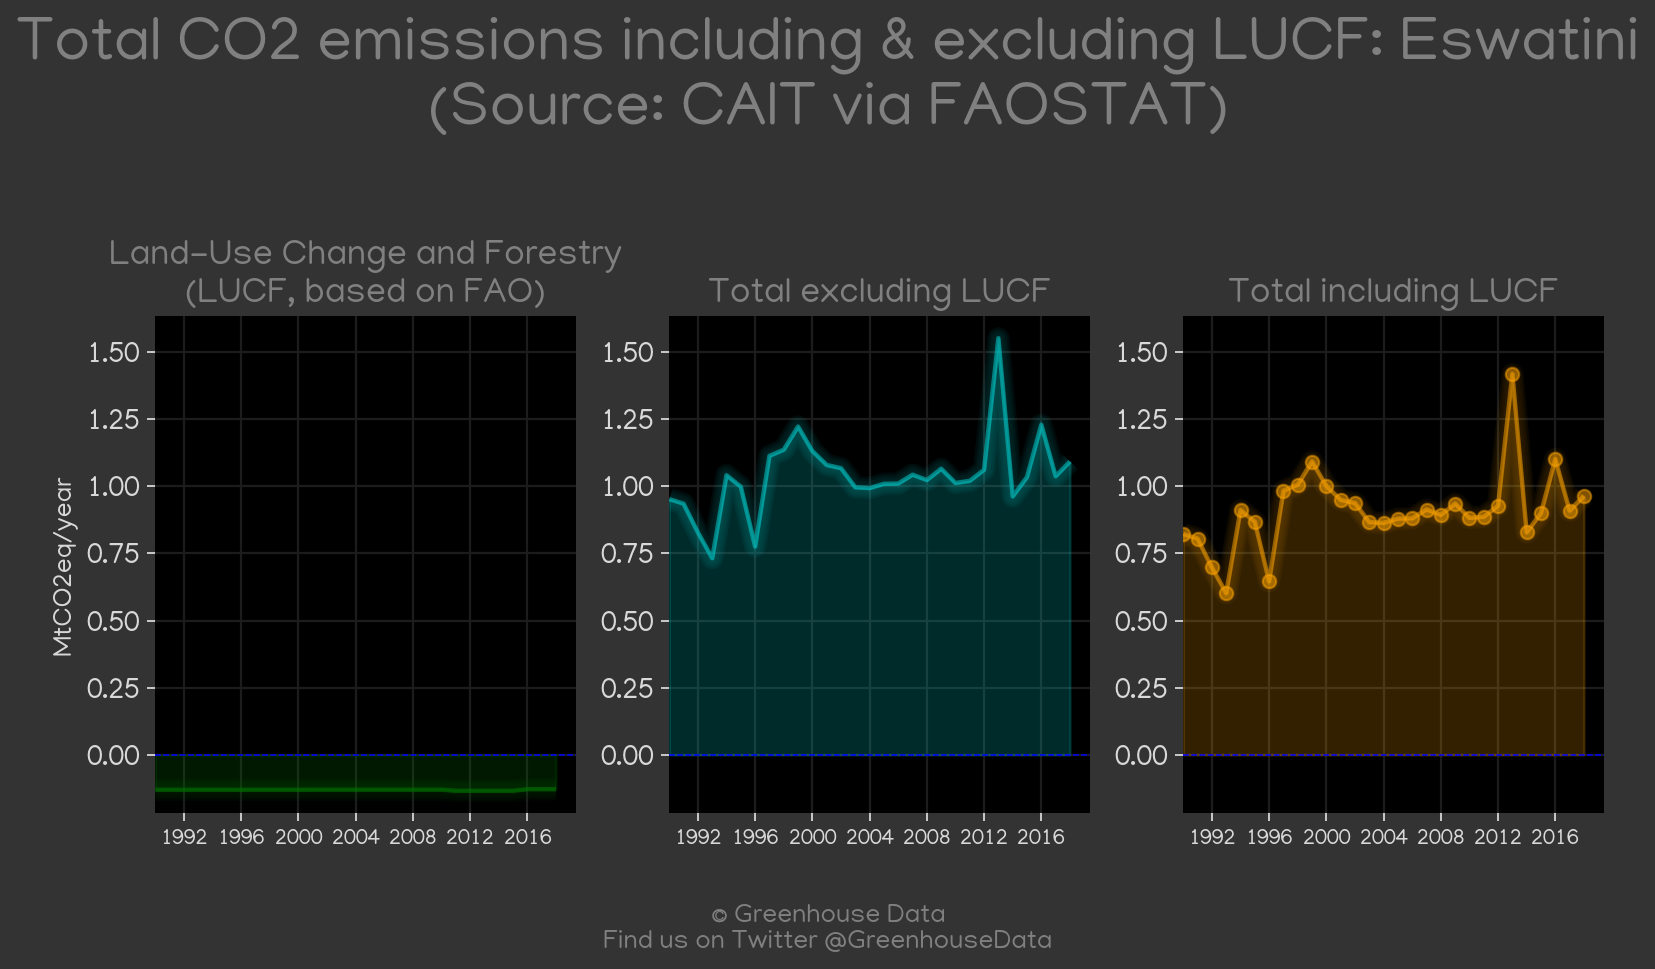 Total CO2 emissions including & excluding LUCF: Eswatini
(Source: CAIT via FAOSTAT)
Land-Use Change and Forestry
(LUCF, based on FAO)
Total excluding LUCF
Total including LUCF
MtCO2eq/year
1.50
1.25
1.00
0.75
0.50
0.25
0.00
1992 1996 2000 2004 2008 2012 2016
1.50
1.25
1.00
0.75
0.50
0.25
0.00
1992 1996 2000 2004 2008 2012 2016
1.50
1.25
1.00
0.75
0.50
0.25
0.00
1992 1996 2000 2004 2008 2012 2016
© Greenhouse Data
Find us on Twitter @GreenhouseData